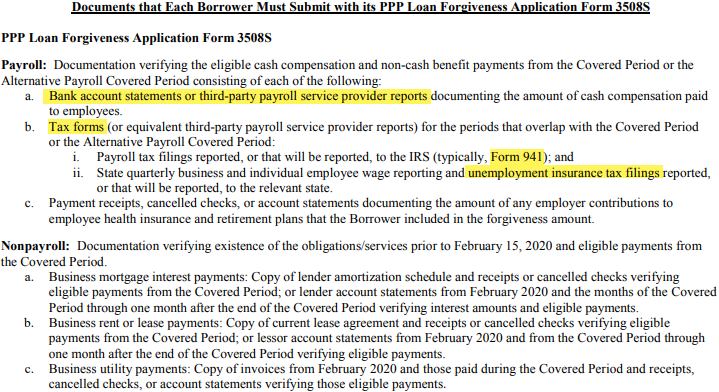 Documents that Each Borrower Must Submit with its PPP Loan Forgiveness Application Form 3508S
PPP Loan Forgiveness Application Form 3508S
Payroll: Documentation verifying the eligible cash compensation and non-cash benefit payments from the Covered Period or the
Alternative Payroll Covered Period consisting of each of the following:
a. Bank account statements or third-party payroll service provider reports documenting the amount of cash compensation paid
to employees.
b. Tax forms (or equivalent third-party payroll service provider reports) for the periods that overlap with the Covered Period
or the Alternative Payroll Covered Period:
i. Payroll tax filings reported, or that will be reported, to the IRS (typically, Form 941); and
ii. State quarterly business and individual employee wage reporting and unemployment insurance tax filings reported,
or that will be reported, to the relevant state.
c. Payment receipts, cancelled checks, or account statements documenting the amount of any employer contributions to
employee health insurance and retirement plans that the Borrower included in the forgiveness amount.
Nonpayroll: Documentation verifying existence of the obligations/services prior to February 15, 2020 and eligible payments from
the Covered Period.
a. Business mortgage interest payments: Copy of lender amortization schedule and receipts or cancelled checks verifying
eligible payments from the Covered Period; or lender account statements from February 2020 and the months of the Covered
Period through one month after the end of the Covered Period verifying interest amounts and eligible payments.
b. Business rent or lease payments: Copy of current lease agreement and receipts or cancelled checks verifying eligible
payments from the Covered Period; or lessor account statements from February 2020 and from the Covered Period through
one month after the end of the Covered Period verifying eligible payments.
c. Business utility payments: Copy of invoices from February 2020 and those paid during the Covered Period and receipts,
cancelled checks, or account statements verifying those eligible payments.